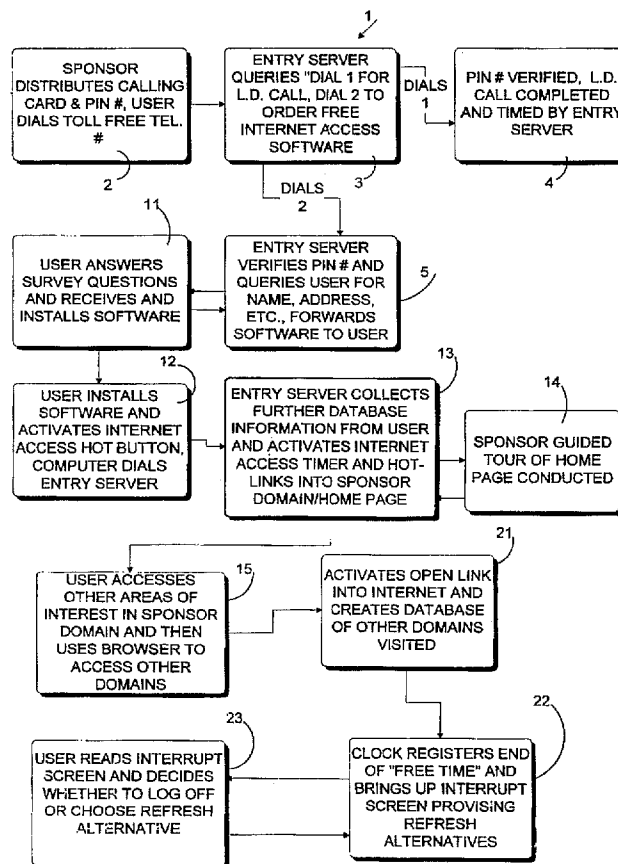 1
SPONSOR
DISTRIBUTES CALLING
CARD & PIN #, USER
DIALS TOLL FREE TEL.
#
2
ENTRY SERVER
QUERIES "DIAL 1 FOR
L.D. CALL, DIAL 2 TO
ORDER FREE
INTERNET ACCESS
SOFTWARE
3
DIALS
1
PIN # VERIFIED, L.D.
CALL COMPLETED
AND TIMED BY ENTRY
SERVER
4
DIALS
2
11
USER ANSWERS
SURVEY QUESTIONS
AND RECEIVES AND
INSTALLS SOFTWARE
ENTRY SERVER
VERIFIES PIN # AND
QUERIES USER FOR
NAME, ADDRESS,
ETC., FORWARDS
SOFTWARE TO USER
5
12
USER INSTALLS
SOFTWARE AND
ACTIVATES INTERNET
ACCESS HOT BUTTON,
COMPUTER DIALS
ENTRY SERVER
13
ENTRY SERVER COLLECTS
FURTHER DATABASE
INFORMATION FROM USER
AND ACTIVATES INTERNET
ACCESS TIMER AND HOT-
LINKS INTO SPONSOR
DOMAIN/HOME PAGE
14
SPONSOR GUIDED
TOUR OF HOME
PAGE CONDUCTED
15
USER ACCESSES
OTHER AREAS OF
INTEREST IN SPONSOR
DOMAIN AND THEN
USES BROWSER TO
ACCESS OTHER
DOMAINS
21
ACTIVATES OPEN LINK
INTO INTERNET AND
CREATES DATABASE
OF OTHER DOMAINS
VISITED
23
USER READS INTERRUPT
SCREEN AND DECIDES
WHETHER TO LOG OFF
OR CHOOSE REFRESH
ALTERNATIVE
22
CLOCK REGISTERS END
OF "FREE TIME" AND
BRINGS UP INTERRUPT
SCREEN PROVISING
REFRESH
ALTERNATIVES